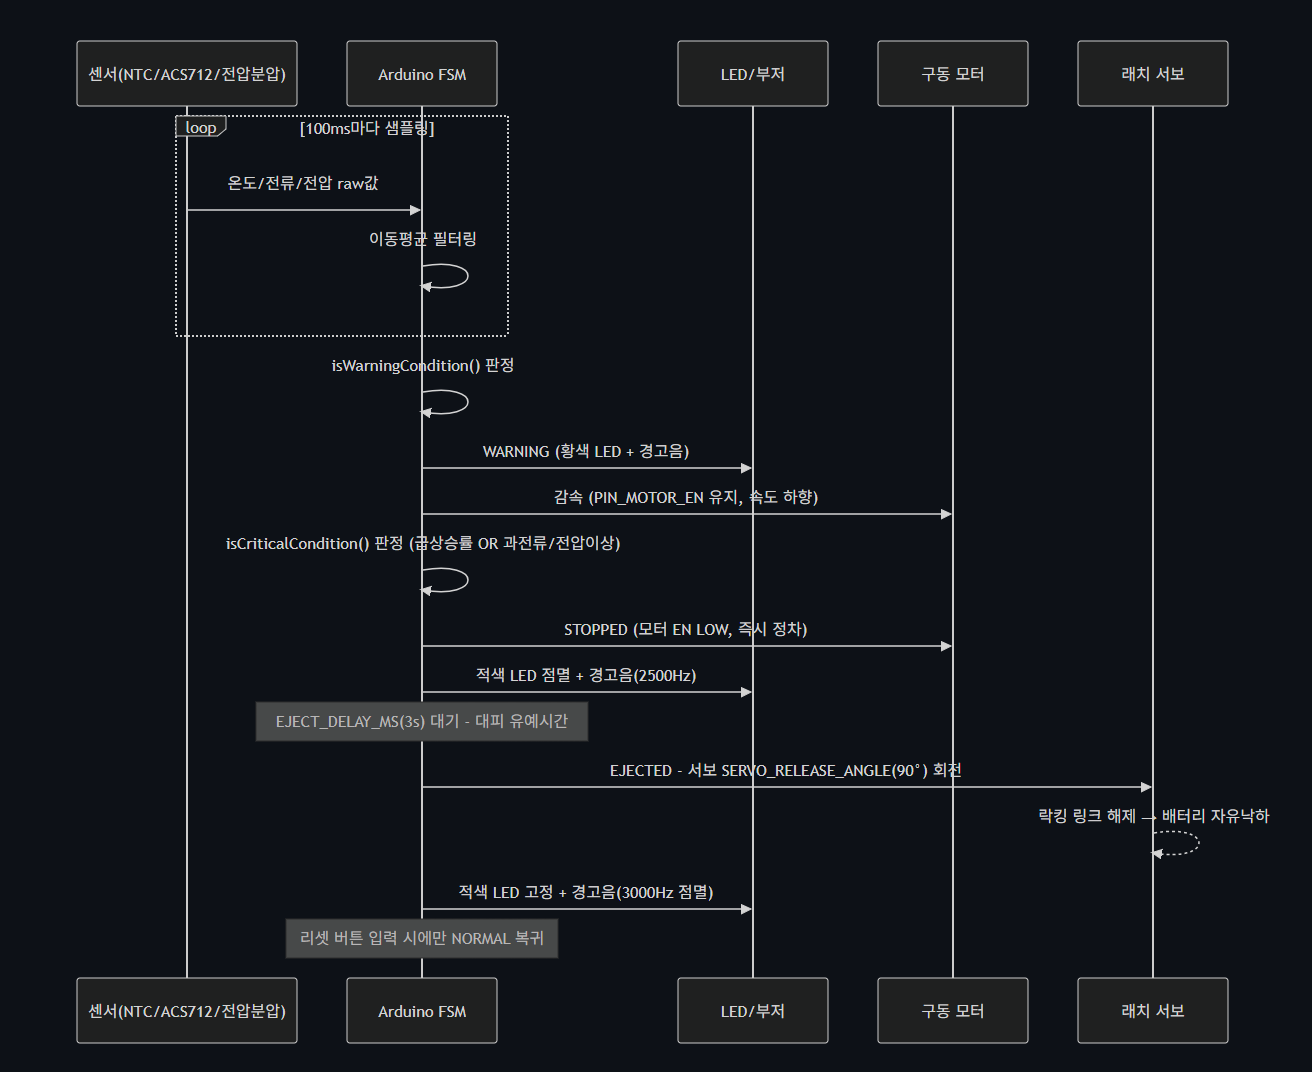 센서(NTC/ACS712/전압분압)
Arduino FSM
LED/부저
구동 모터
래치 서보
loop
[100ms마다 샘플링]
온도/전류/전압 raw값
이동평균 필터링
isWarningCondition() 판정
WARNING (황색 LED + 경고음)
감속 (PIN_MOTOR_EN 유지, 속도 하향)
isCriticalCondition() 판정 (급상승률 OR 과전류/전압이상)
STOPPED (모터 EN LOW, 즉시 정차)
적색 LED 점멸 + 경고음(2500Hz)
EJECT_DELAY_MS(3s) 대기 - 대피 유예시간
EJECTED - 서보 SERVO_RELEASE_ANGLE(90°) 회전
락킹 링크 해제 → 배터리 자유낙하
적색 LED 고정 + 경고음(3000Hz 점멸)
리셋 버튼 입력 시에만 NORMAL 복귀
센서(NTC/ACS712/전압분압)
Arduino FSM
LED/부저
구동 모터
래치 서보